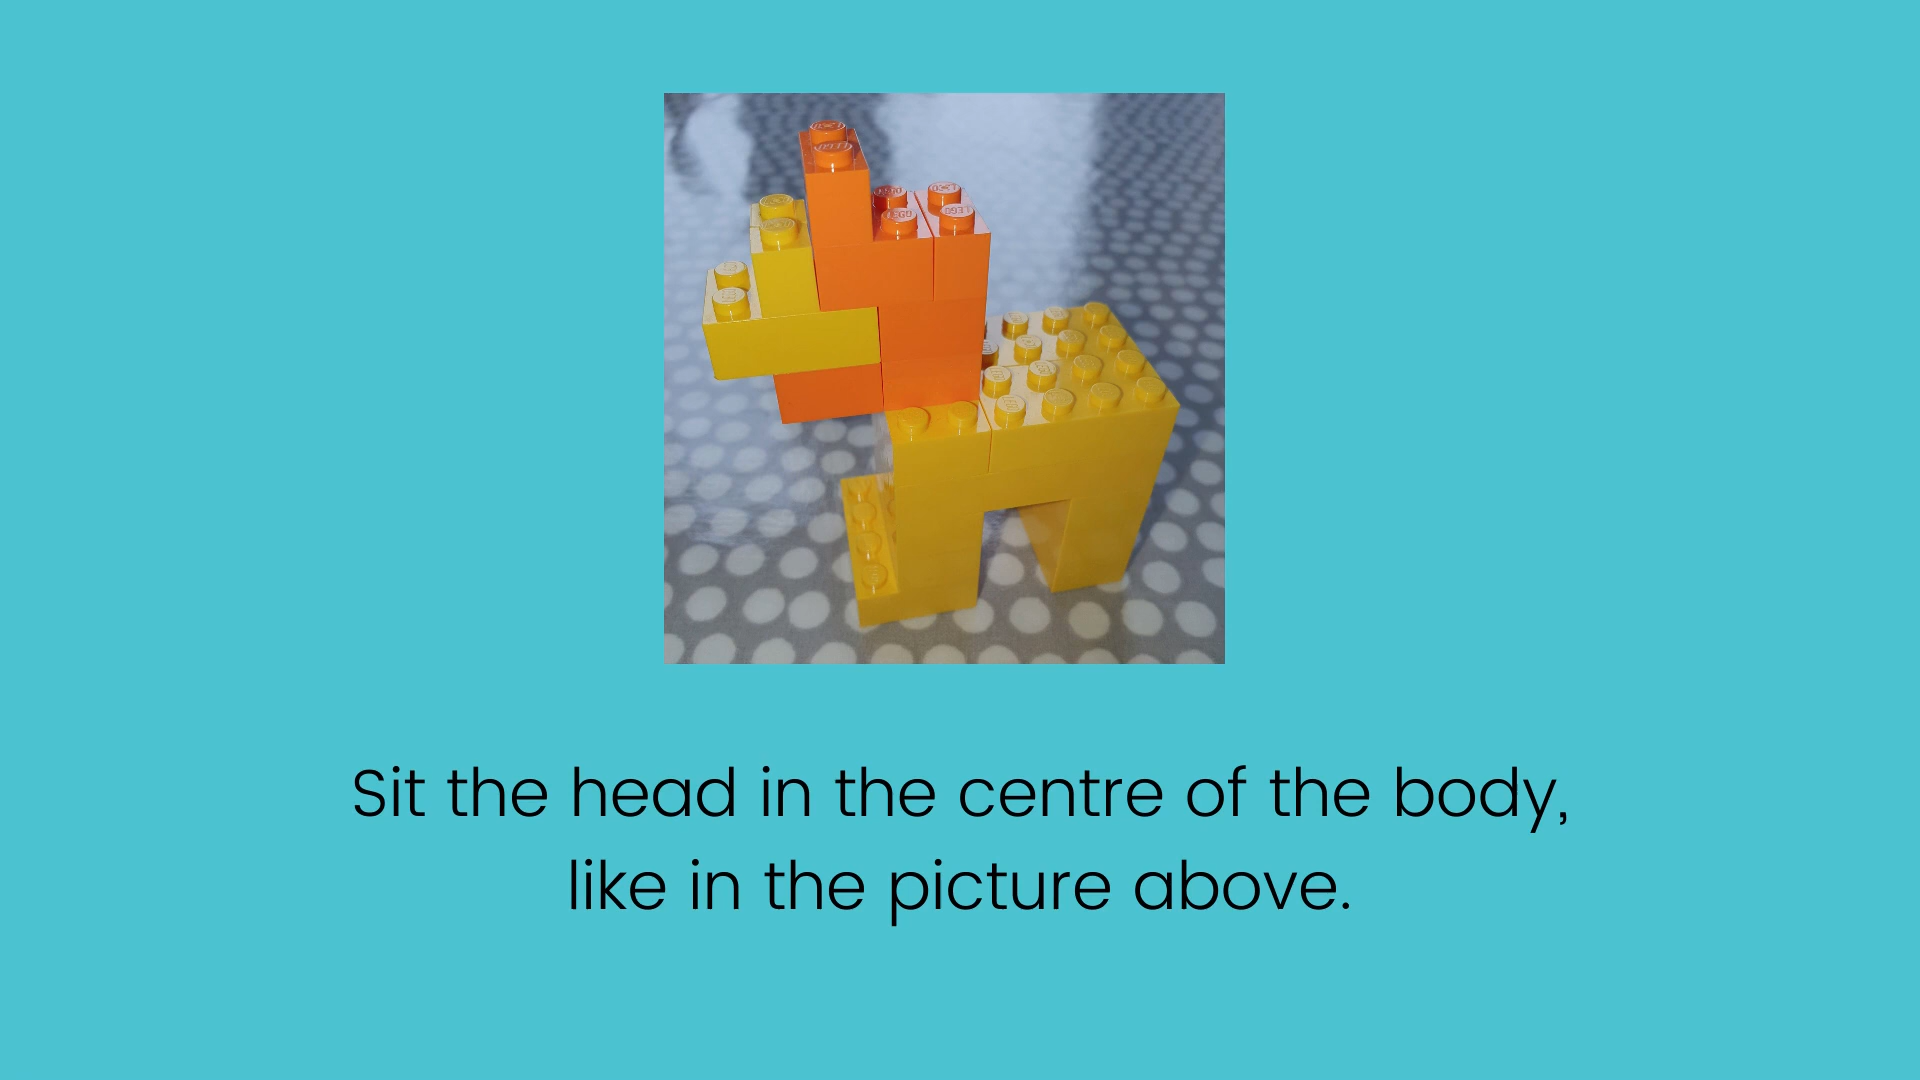 Sit the head in the centre of the body,
like in the picture above.